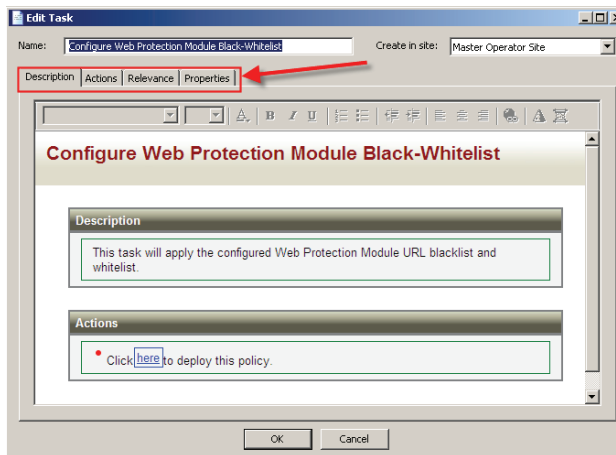 Edit Task
Name: Configure Web Protection Module Black-Whitelist Create in site: Master Operator Site
Description Actions Relevance Properties
A B I U A
Configure Web Protection Module Black-Whitelist
Description
This task will apply the configured Web Protection Module URL blacklist and
whitelist.
Actions
Click here to deploy this policy.
OK Cancel